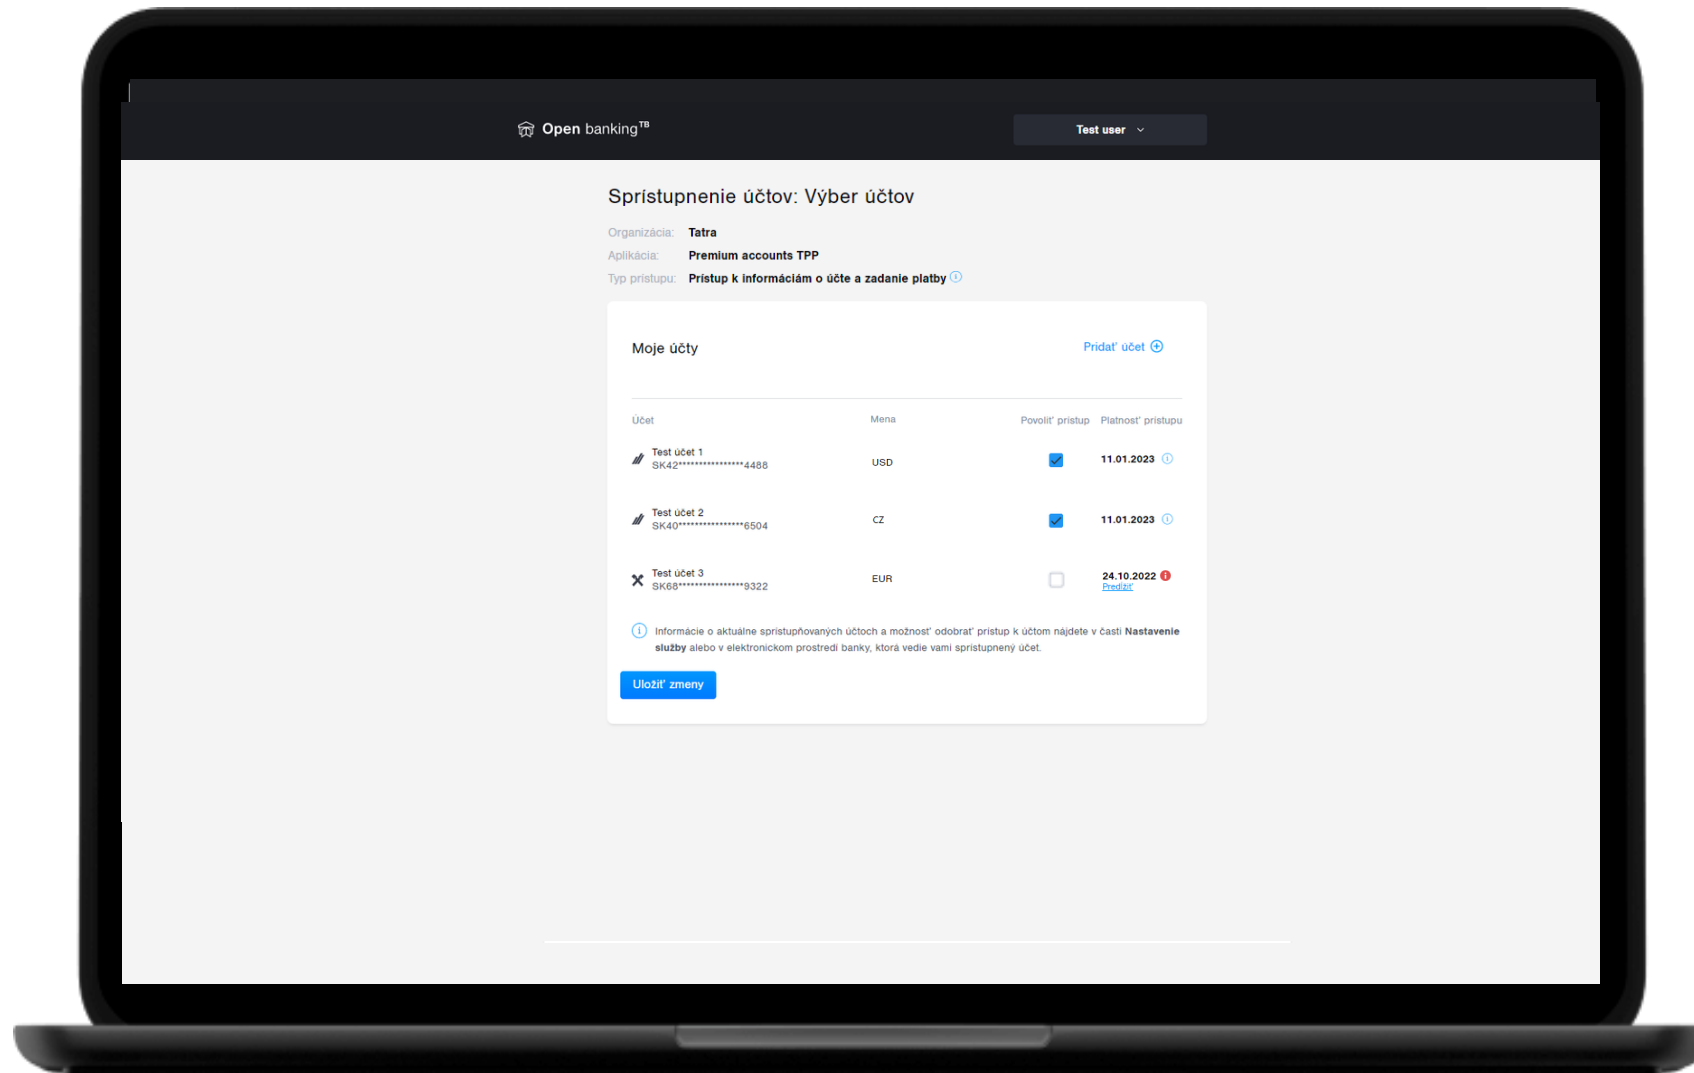 Open banking TB
Test user
Sprístupnenie účtov: Výber účtov
Organizácia: Tatra
Aplikácia: Premium accounts TPP
Typ prístupu: Prístup k informáciám o účte a zadanie platby
Moje účty
Pridať účet
Účet Mena Povoliť prístup Platnosť prístupu
Test účet 1
SK42****************4488 USD 11.01.2023
Test účet 2
SK40****************6504 CZ 11.01.2023
Test účet 3
SK68****************9322 EUR 24.10.2022
Predĺžiť
Informácie o aktuálne sprístupňovaných účtoch a možnosť odobrať prístup k účtom nájdete v časti Nastavenie
služby alebo v elektronickom prostredí banky, ktorá vedie vami sprístupnený účet.
Uložiť zmeny